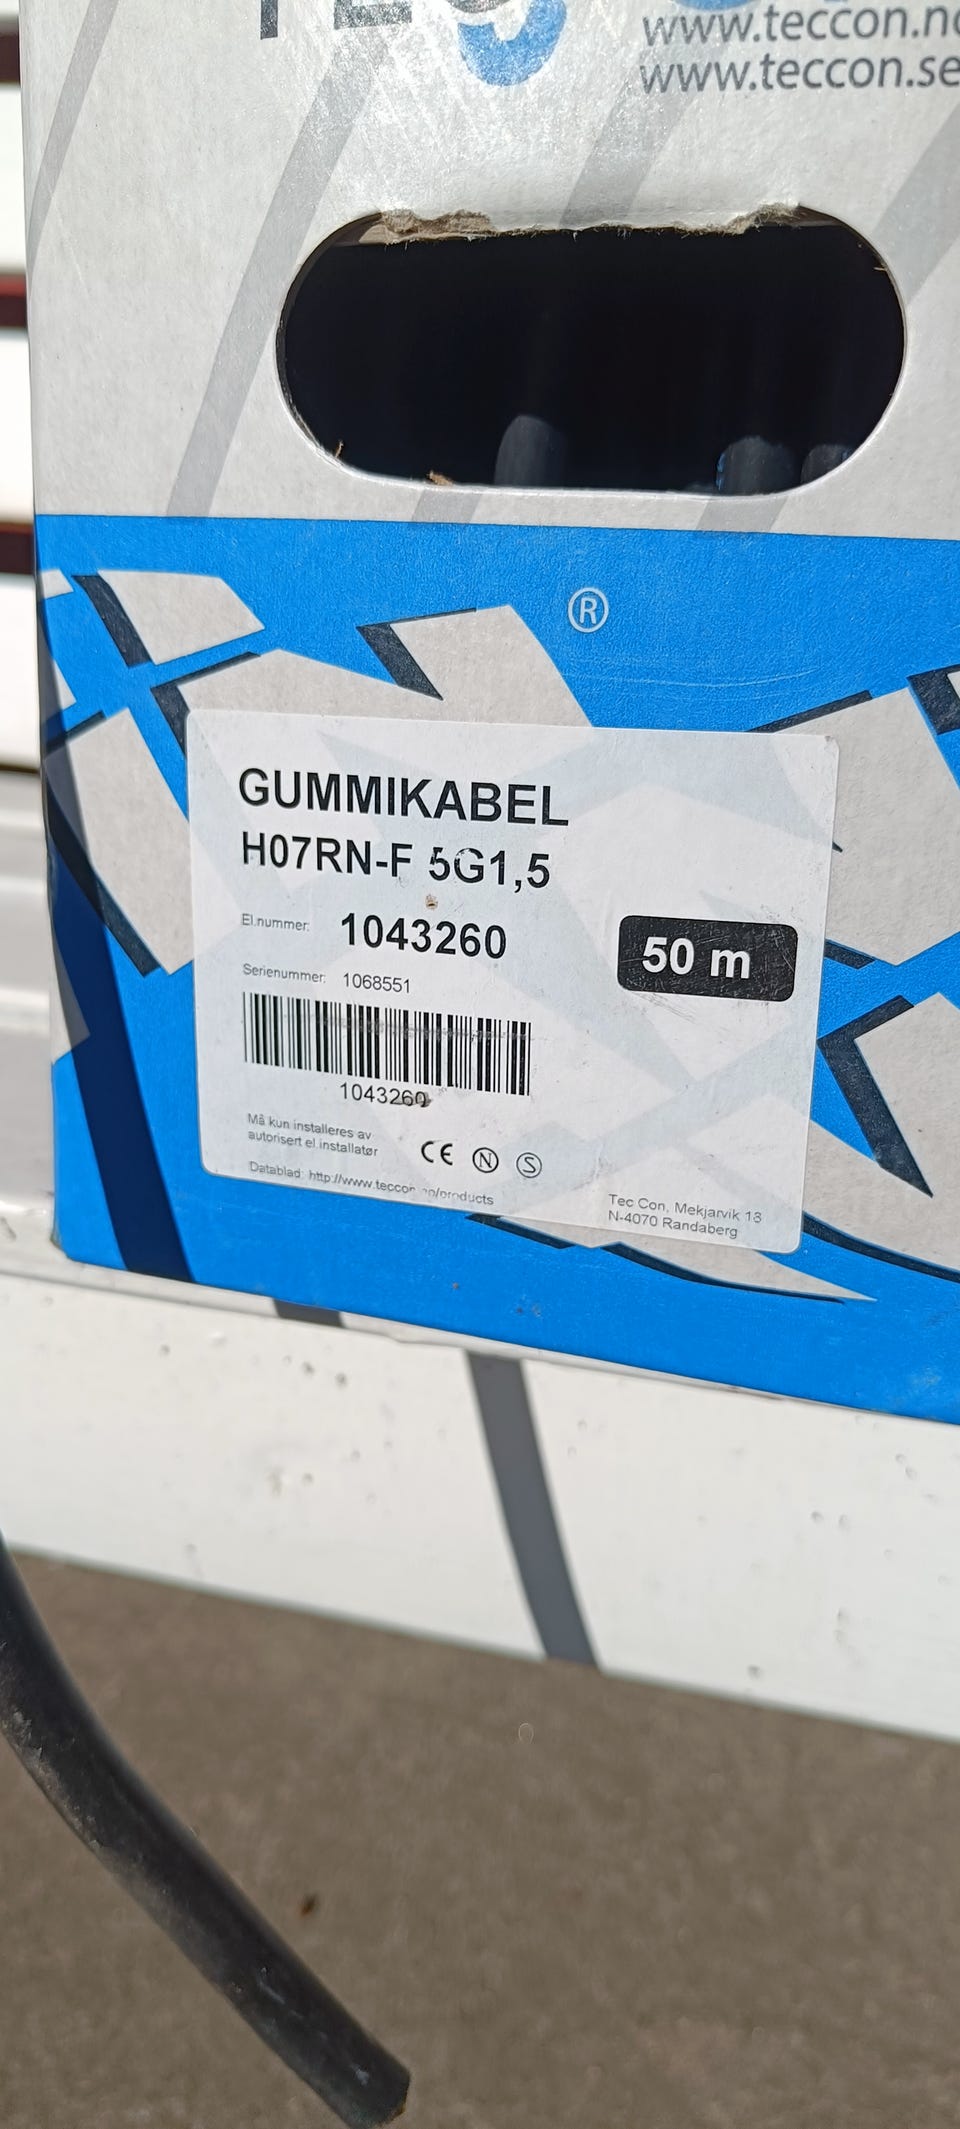 www.teccon.no
www.teccon.se
®
GUMMIKABEL
H07RN-F 5G1,5
El.nummer: 1043260
50 m
Serienummer: 1068551
1043260
Må kun installeres av
autorisert el.installatør
CE N S
Datablad: http://www.teccon.no/products
Tec Con, Mekjarvik 13
N-4070 Randaberg